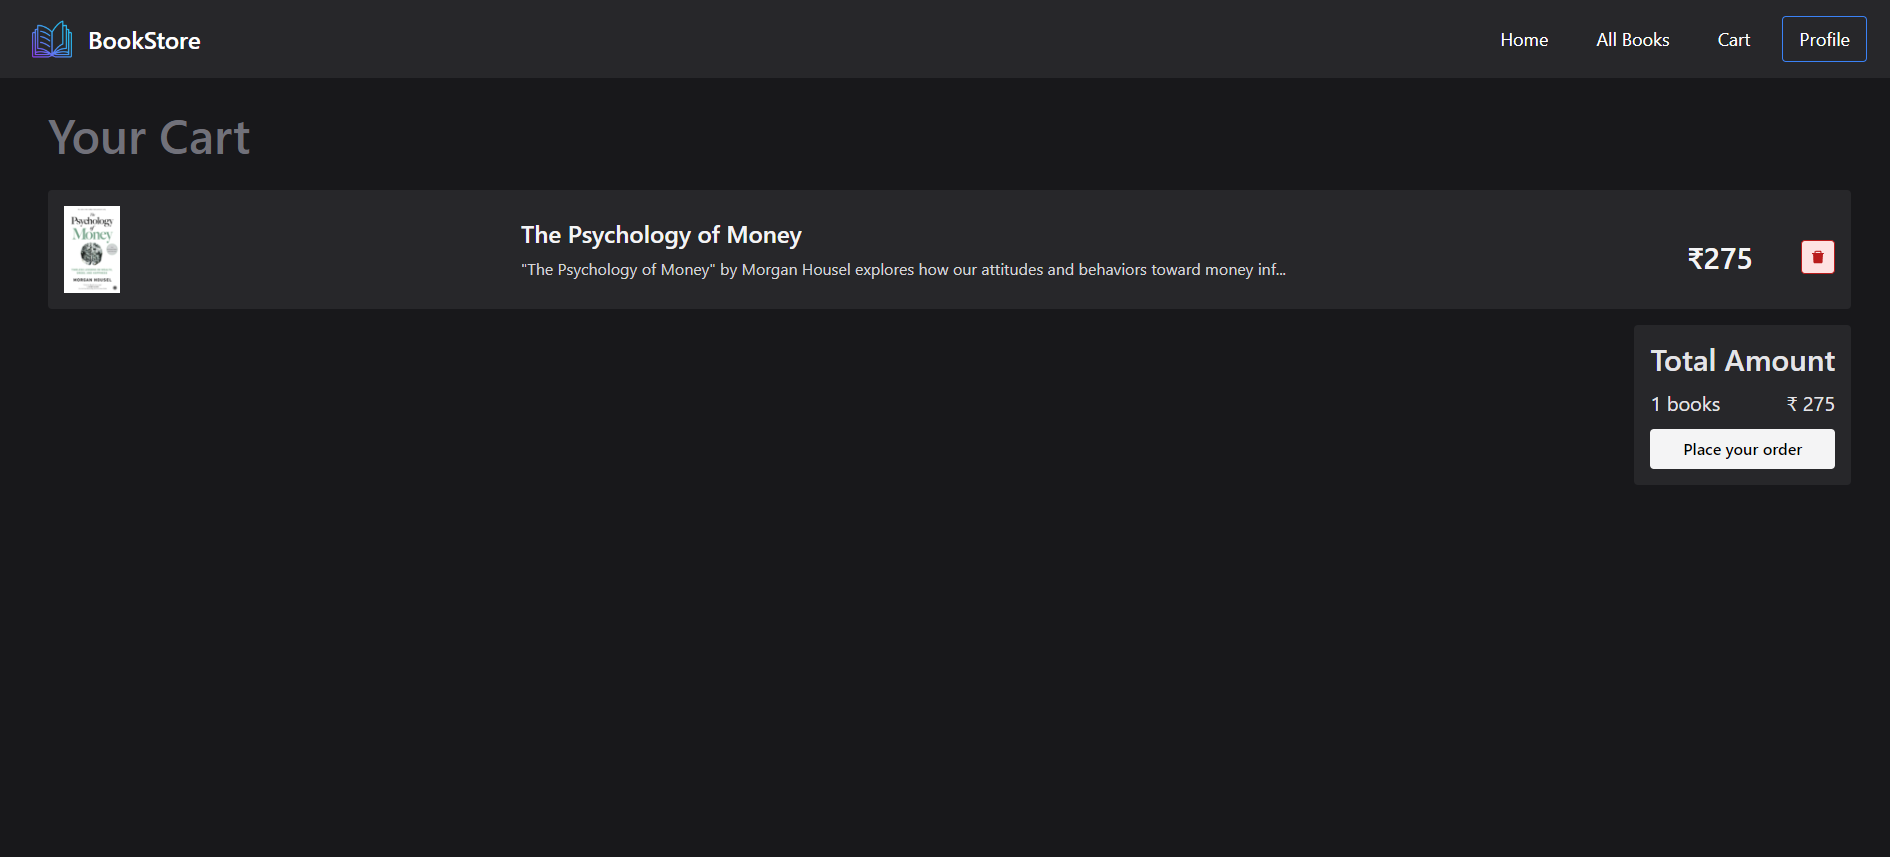 BookStore
Home
All Books
Cart
Profile
Your Cart
The
Psychology
of
Money
MORGAN HOUSEL
The Psychology of Money
"The Psychology of Money" by Morgan Housel explores how our attitudes and behaviors toward money inf...
₹275
Total Amount
1 books
₹ 275
Place your order